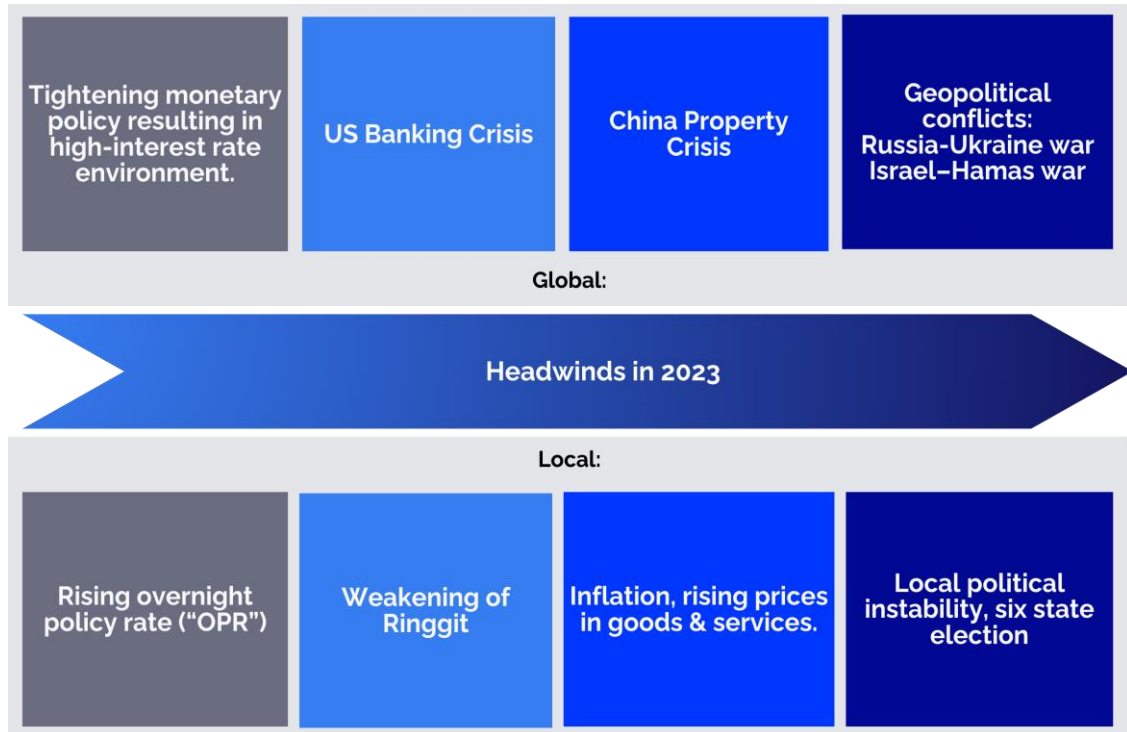 Tightening monetary
policy resulting in
high-interest rate
environment.
US Banking Crisis
China Property
Crisis
Geopolitical
conflicts:
Russia-Ukraine war
Israel–Hamas war
Global:
Headwinds in 2023
Local:
Rising overnight
policy rate (“OPR”)
Weakening of
Ringgit
Inflation, rising prices
in goods & services.
Local political
instability, six state
election